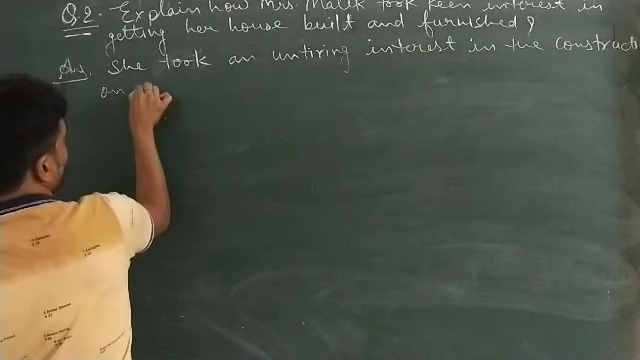 Q.2. Explain how Mrs. Malik took keen interest in
getting her house built and furnished?
Ans. She took an untiring interest in the Constructi
on